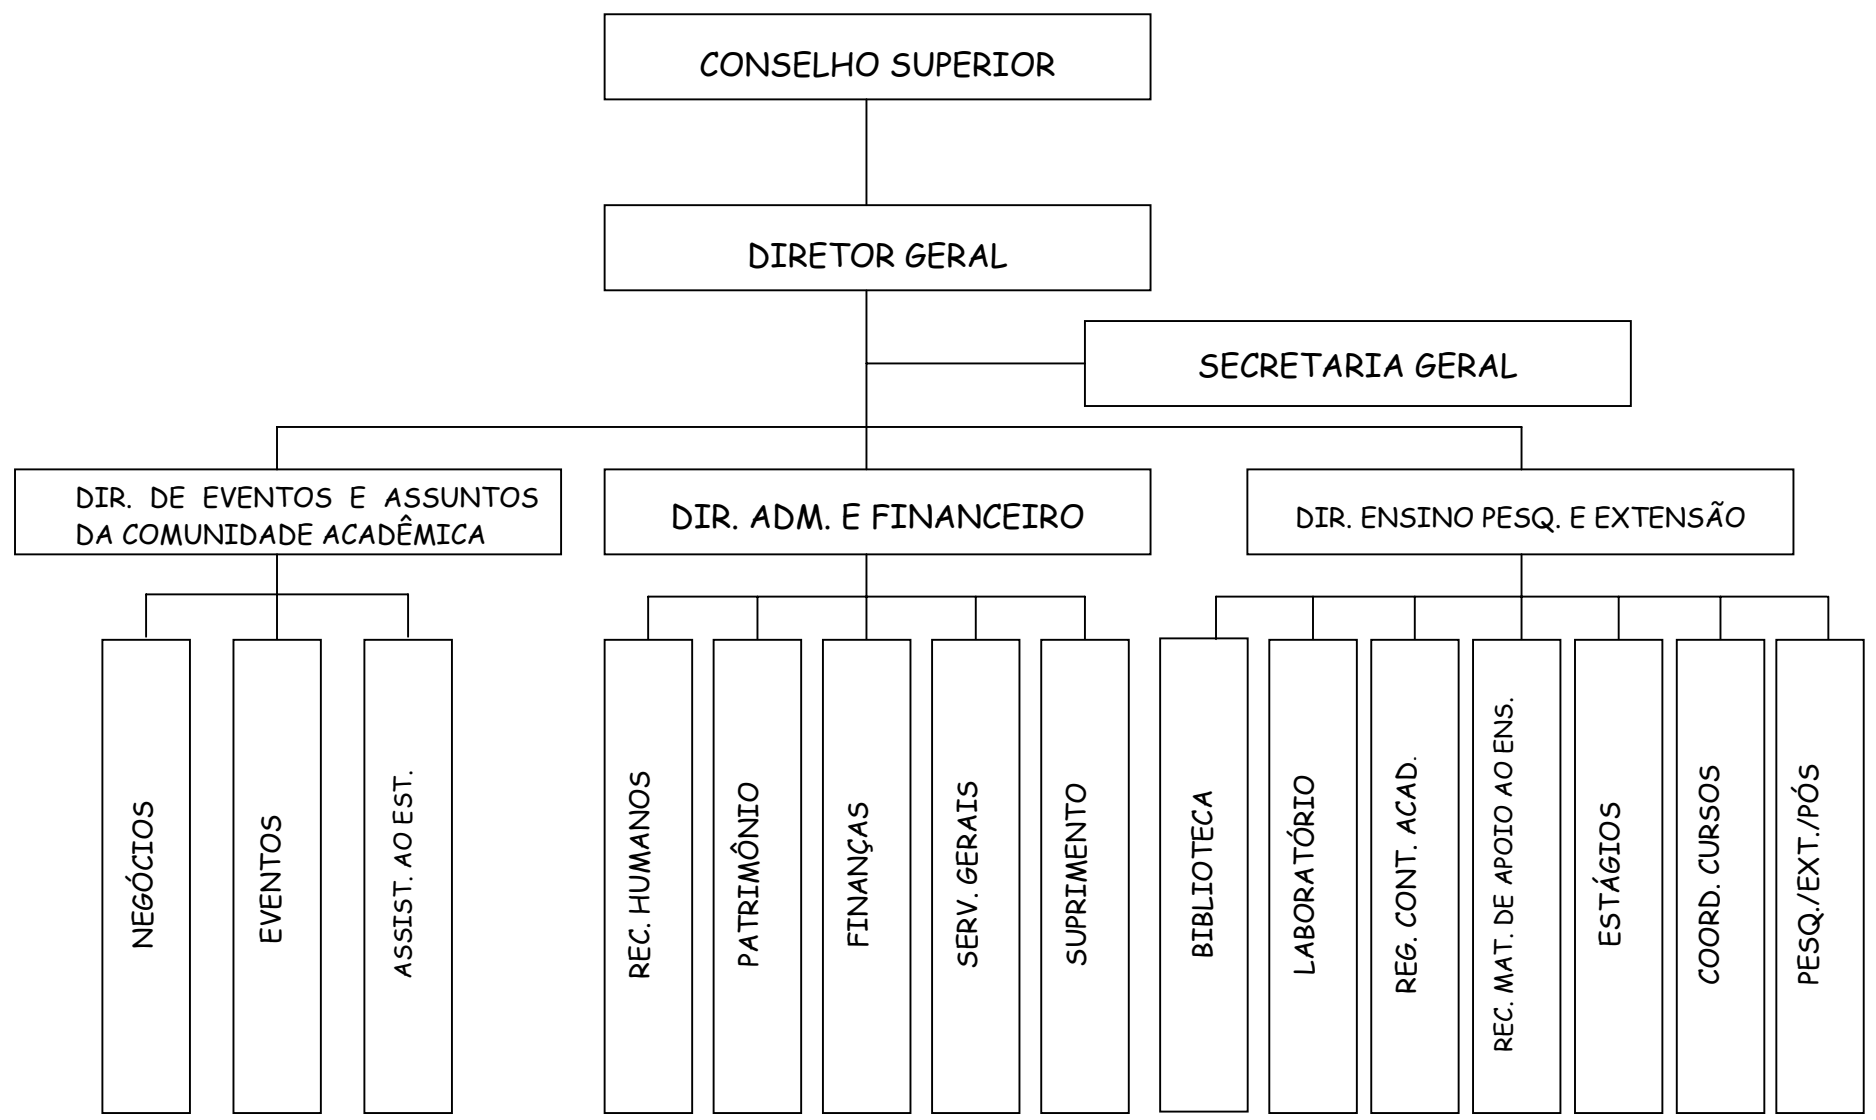 CONSELHO SUPERIOR
DIRETOR GERAL
SECRETARIA GERAL
DIR. DE EVENTOS E ASSUNTOS
DA COMUNIDADE ACADÊMICA
DIR. ADM. E FINANCEIRO
DIR. ENSINO PESQ. E EXTENSÃO
NEGÓCIOS
EVENTOS
ASSIST. AO EST.
REC. HUMANOS
PATRIMÔNIO
FINANÇAS
SERV. GERAIS
SUPRIMENTO
BIBLIOTECA
LABORATÓRIO
REG. CONT. ACAD.
REC. MAT. DE APOIO AO ENS.
ESTÁGIOS
COORD. CURSOS
PESQ./EXT./PÓS